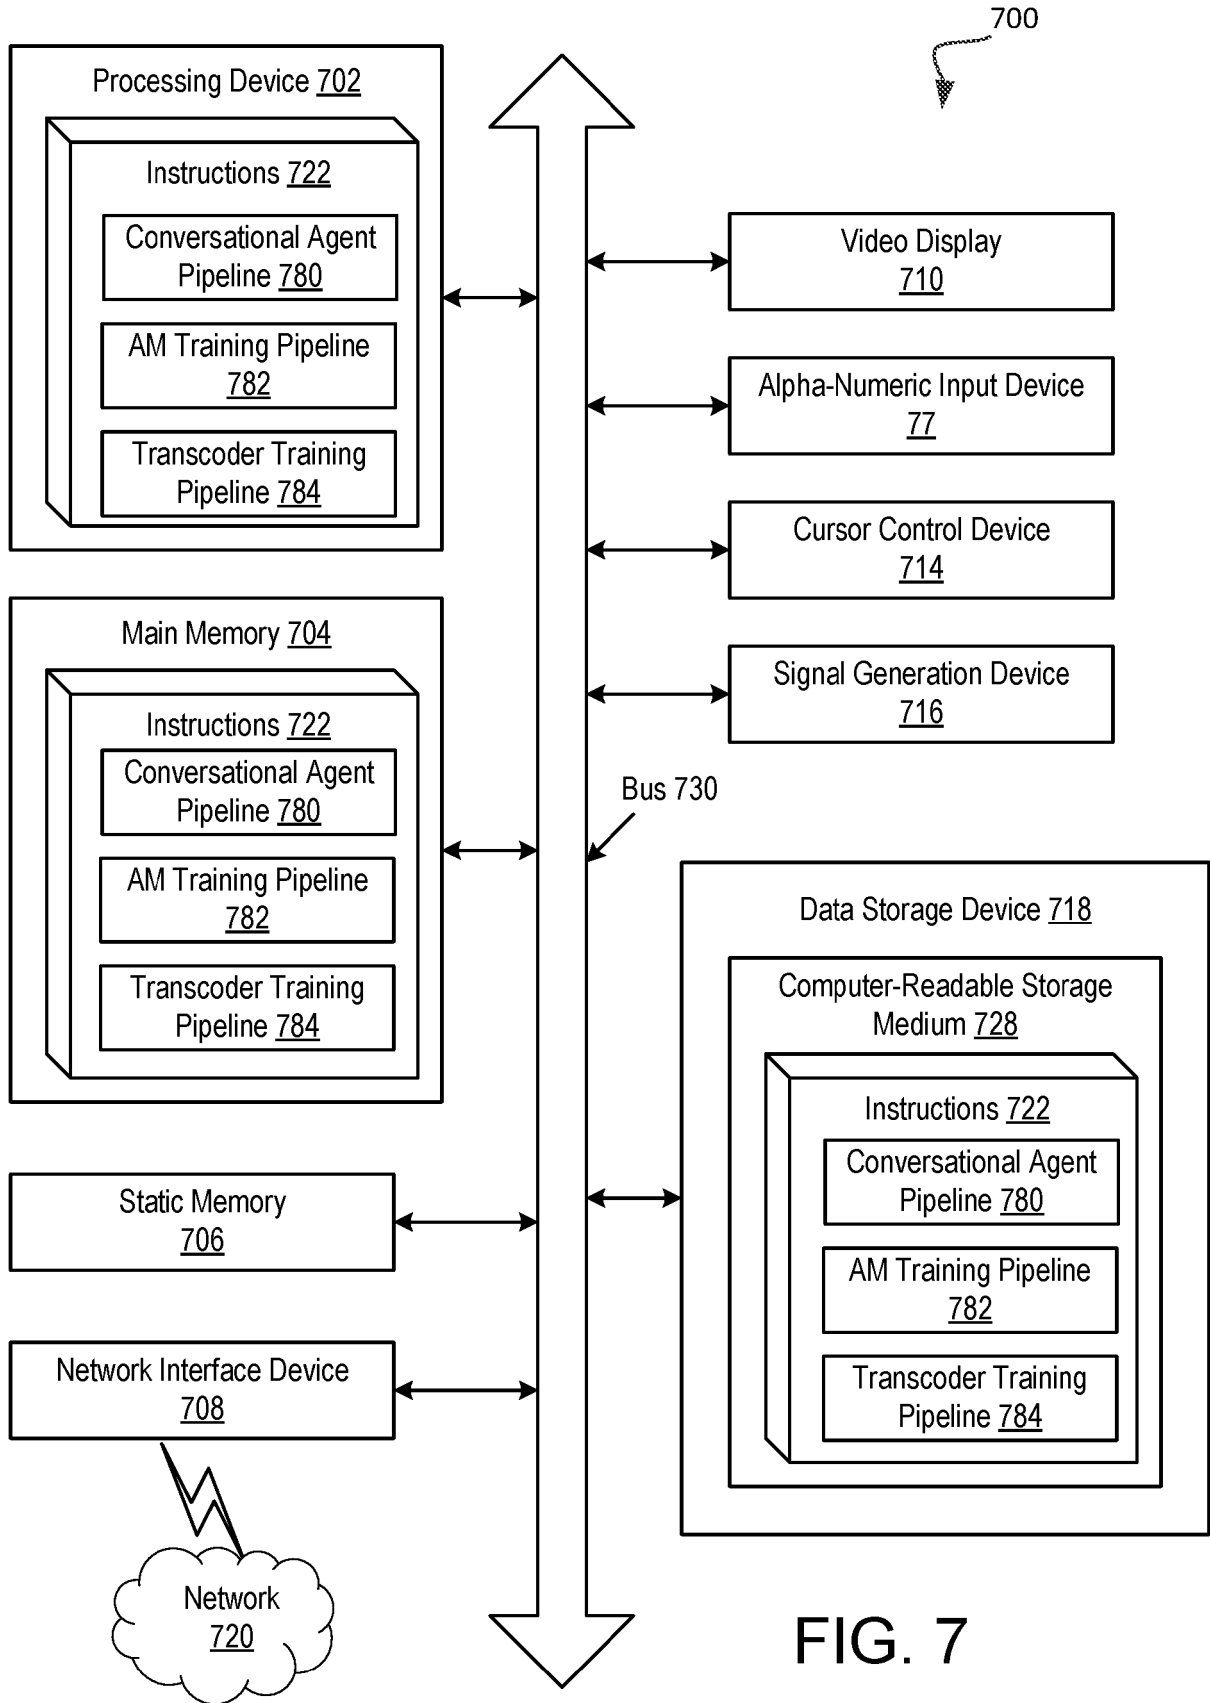 700
Processing Device 702
Instructions 722
Conversational Agent
Pipeline 780
AM Training Pipeline
782
Transcoder Training
Pipeline 784
Main Memory 704
Instructions 722
Conversational Agent
Pipeline 780
AM Training Pipeline
782
Transcoder Training
Pipeline 784
Static Memory
706
Network Interface Device
708
Network
720
Video Display
710
Alpha-Numeric Input Device
77
Cursor Control Device
714
Signal Generation Device
716
Bus 730
Data Storage Device 718
Computer-Readable Storage
Medium 728
Instructions 722
Conversational Agent
Pipeline 780
AM Training Pipeline
782
Transcoder Training
Pipeline 784
FIG. 7